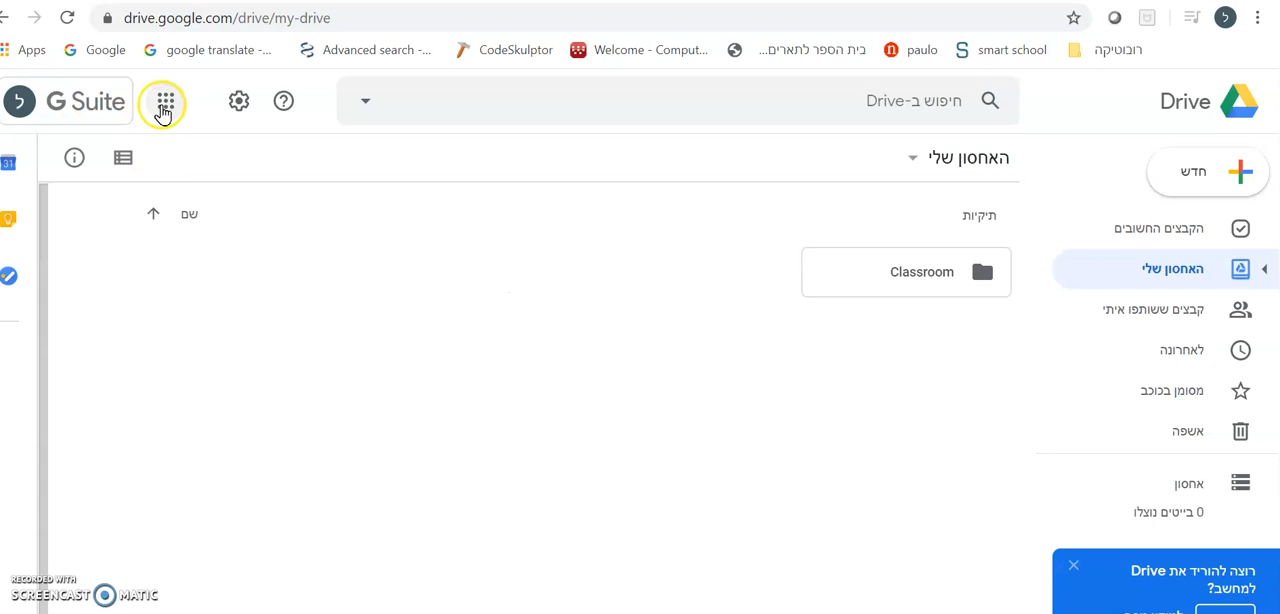 drive.google.com/drive/my-drive
ל
Apps
Google
google translate -...
Advanced search -...
CodeSkulptor
Welcome - Comput...
בית הספר לתארים...
paulo
smart school
רובוטיקה
Drive
חיפוש ב-Drive
G Suite
ל
31
חדש
האחסון שלי
הקבצים החשובים
האחסון שלי
קבצים ששותפו איתי
לאחרונה
מסומן בכוכב
אשפה
אחסון
0 בייטים נוצלו
תיקיות
שם
Classroom
רוצה להוריד את Drive
למחשב?
RECORDED WITH
SCREENCAST MATIC